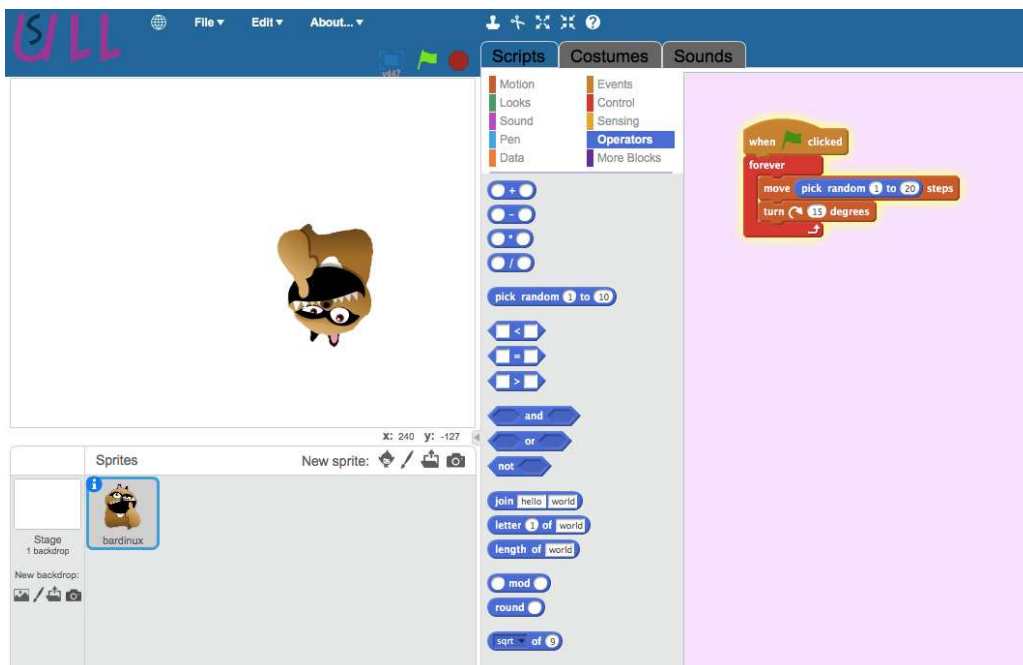 S ULL
File ▾ Edit ▾ About... ▾
v447
Scripts Costumes Sounds
Motion Events
Looks Control
Sound Sensing
Pen Operators
Data More Blocks
+
-
*
/
pick random 1 to 10
<
=
>
and
or
not
join hello world
letter 1 of world
length of world
mod
round
sqrt of 9
when clicked
forever
move pick random 1 to 20 steps
turn 15 degrees
x: 240 y: -127
Sprites New sprite:
Stage
1 backdrop
bardinux
New backdrop: